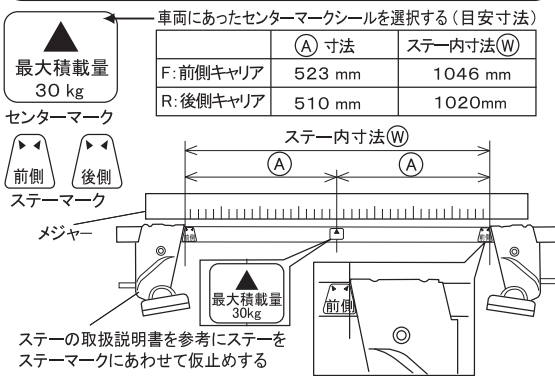 車両にあったセンターマークシールを選択する（目安寸法）
▲
最大積載量
30 kg
センターマーク
Ⓐ 寸法 ステー内寸法Ⓦ
F:前側キャリア 523 mm 1046 mm
R:後側キャリア 510 mm 1020mm
前側 後側
ステーマーク
ステー内寸法Ⓦ
Ⓐ Ⓐ
メジャー
前側 ▲ 前側
▲
最大積載量
30kg
前側
ステーの取扱説明書を参考にステーを
ステーマークにあわせて仮止めする